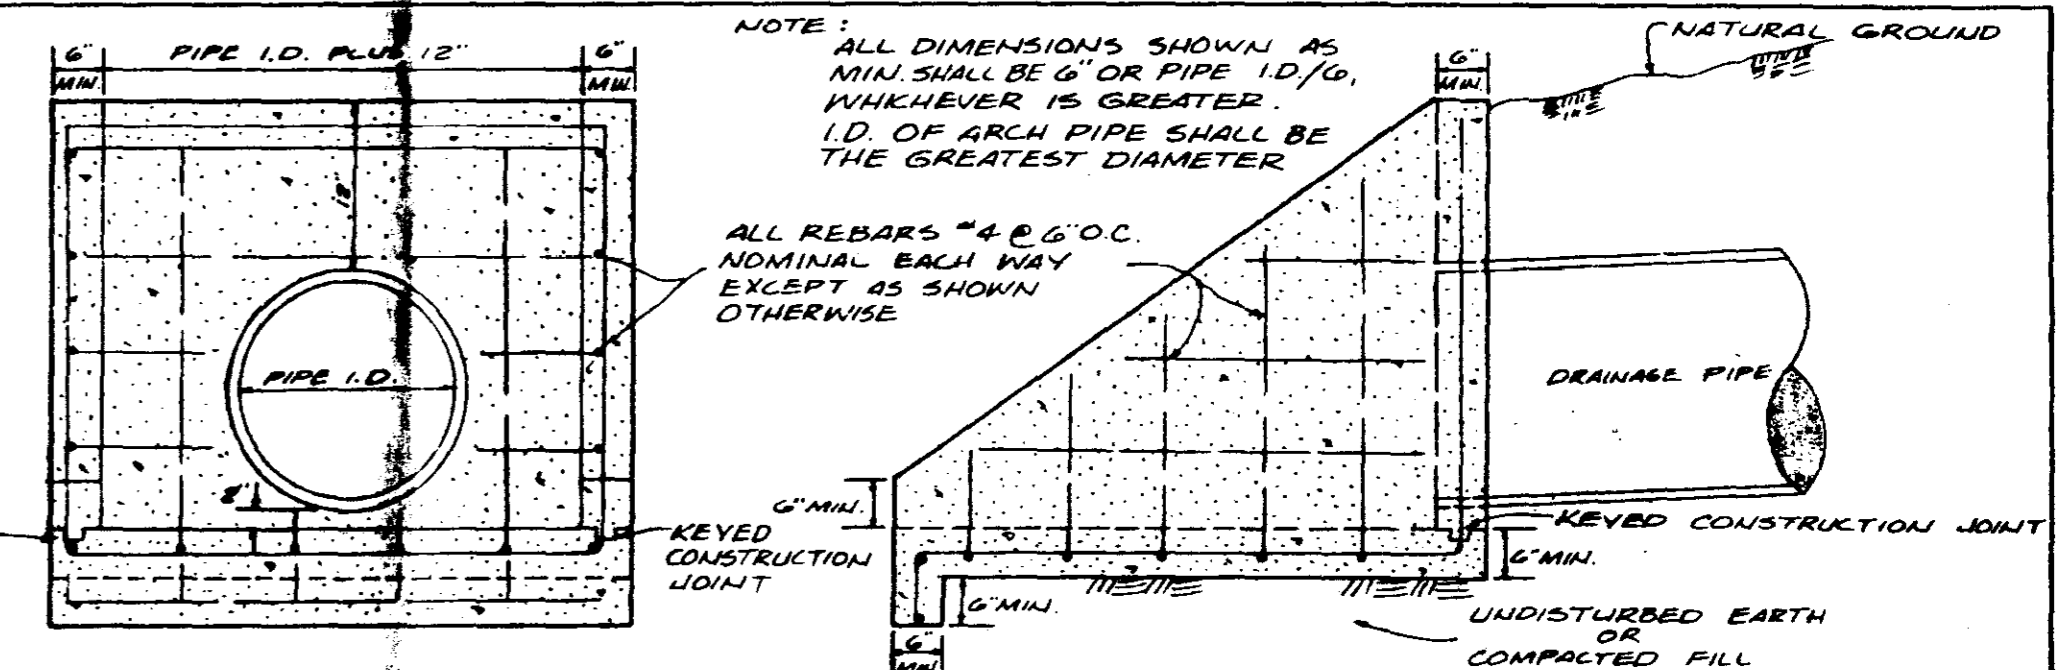 NOTE :
ALL DIMENSIONS SHOWN AS
MIN. SHALL BE 6" OR PIPE I.D./6,
WHICHEVER IS GREATER.
I.D. OF ARCH PIPE SHALL BE
THE GREATEST DIAMETER
6"
MIN.
PIPE I.D. PLUS 12"
6"
MIN.
18"
PIPE I.D.
2"
KEYED
CONSTRUCTION
JOINT
ALL REBARS #4 @ 6" O.C.
NOMINAL EACH WAY
EXCEPT AS SHOWN
OTHERWISE
6"
MIN.
NATURAL GROUND
DRAINAGE PIPE
KEYED CONSTRUCTION JOINT
6" MIN.
6" MIN.
6" MIN.
6"
MIN.
UNDISTURBED EARTH
OR
COMPACTED FILL